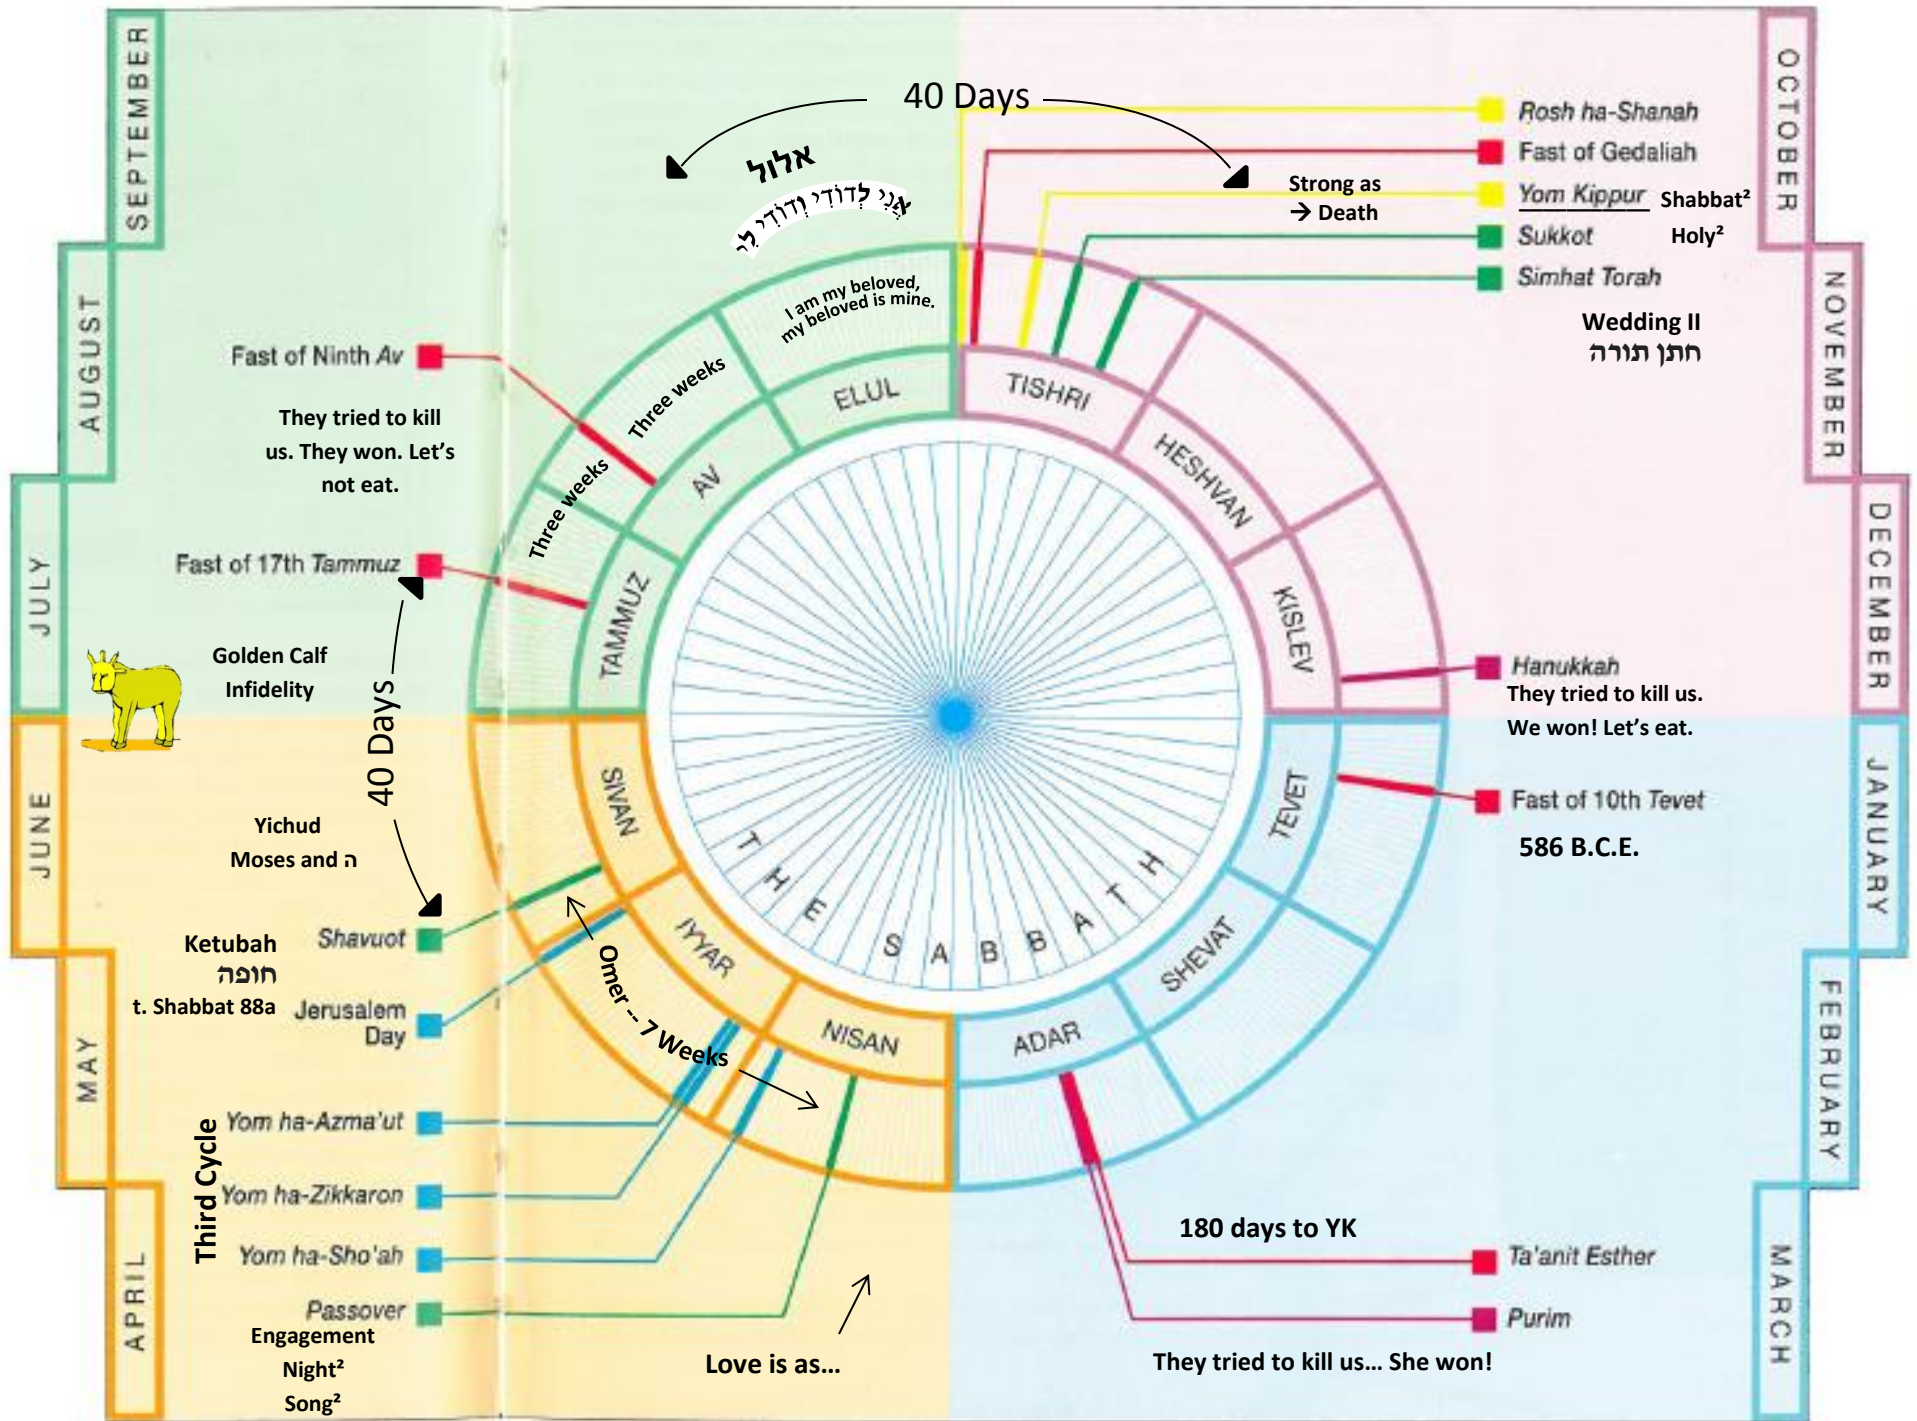 SEPTEMBER
AUGUST
JULY
JUNE
MAY
APRIL
OCTOBER
NOVEMBER
DECEMBER
JANUARY
FEBRUARY
MARCH
40 Days
אלול
אֲנִי לְדוֹדִי וְדוֹדִי לִי
I am my beloved,
my beloved is mine.
Rosh ha-Shanah
Fast of Gedaliah
Strong as
→ Death
Yom Kippur
Shabbat²
Holy²
Sukkot
Simhat Torah
Wedding II
חתן תורה
Fast of Ninth Av
They tried to kill
us. They won. Let's
not eat.
Three weeks
Three weeks
Fast of 17th Tammuz
Golden Calf
Infidelity
40 Days
Yichud
Moses and ה
Shavuot
Ketubah
חופה
t. Shabbat 88a
Jerusalem
Day
Omer -- 7 Weeks
Third Cycle
Yom ha-Azma'ut
Yom ha-Zikkaron
Yom ha-Sho'ah
Passover
Engagement
Night²
Song²
Love is as...
ELUL
AV
TAMMUZ
SIVAN
IYYAR
NISAN
TISHRI
HESHVAN
KISLEV
TEVET
SHEVAT
ADAR
THE SABBATH
Hanukkah
They tried to kill us.
We won! Let's eat.
Fast of 10th Tevet
586 B.C.E.
180 days to YK
Ta'anit Esther
Purim
They tried to kill us... She won!